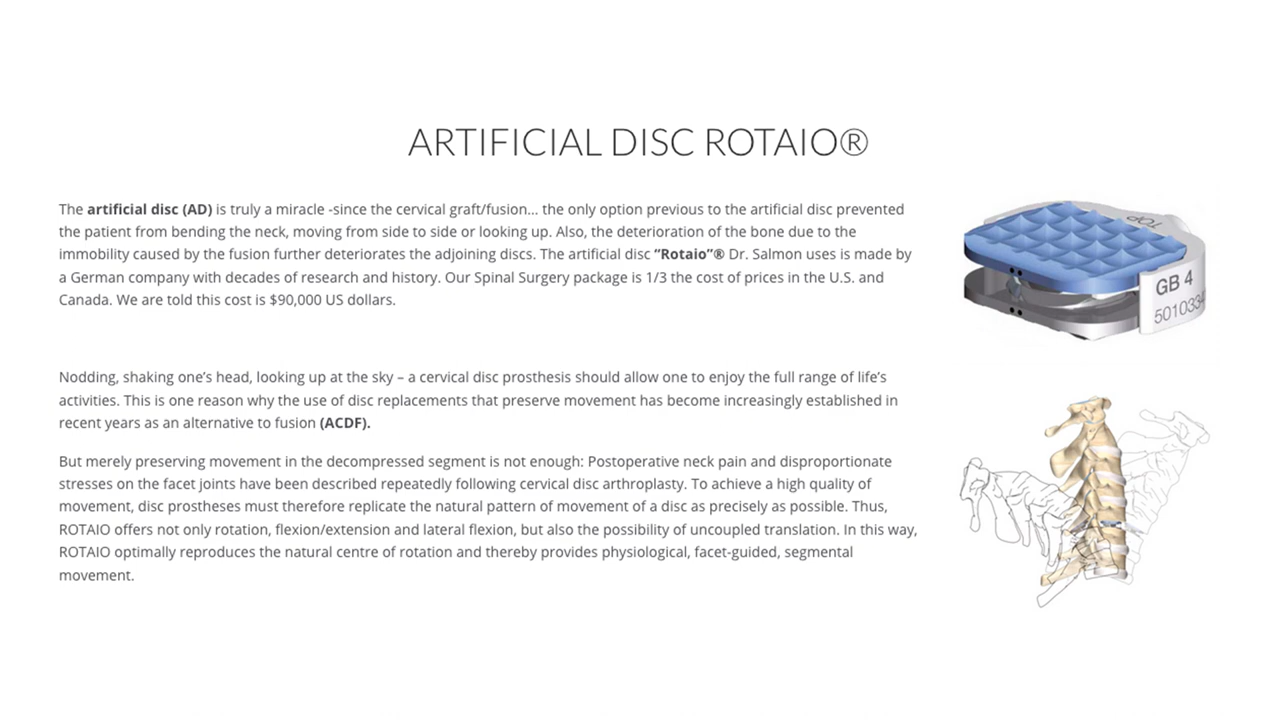 ARTIFICIAL DISC ROTAIO®
The artificial disc (AD) is truly a miracle -since the cervical graft/fusion... the only option previous to the artificial disc prevented
the patient from bending the neck, moving from side to side or looking up. Also, the deterioration of the bone due to the
immobility caused by the fusion further deteriorates the adjoining discs. The artificial disc “Rotaio”® Dr. Salmon uses is made by
a German company with decades of research and history. Our Spinal Surgery package is 1/3 the cost of prices in the U.S. and
Canada. We are told this cost is $90,000 US dollars.
TOP
GB 4
Nodding, shaking one’s head, looking up at the sky – a cervical disc prosthesis should allow one to enjoy the full range of life’s
activities. This is one reason why the use of disc replacements that preserve movement has become increasingly established in
recent years as an alternative to fusion (ACDF).
But merely preserving movement in the decompressed segment is not enough: Postoperative neck pain and disproportionate
stresses on the facet joints have been described repeatedly following cervical disc arthroplasty. To achieve a high quality of
movement, disc prostheses must therefore replicate the natural pattern of movement of a disc as precisely as possible. Thus,
ROTAIO offers not only rotation, flexion/extension and lateral flexion, but also the possibility of uncoupled translation. In this way,
ROTAIO optimally reproduces the natural centre of rotation and thereby provides physiological, facet-guided, segmental
movement.